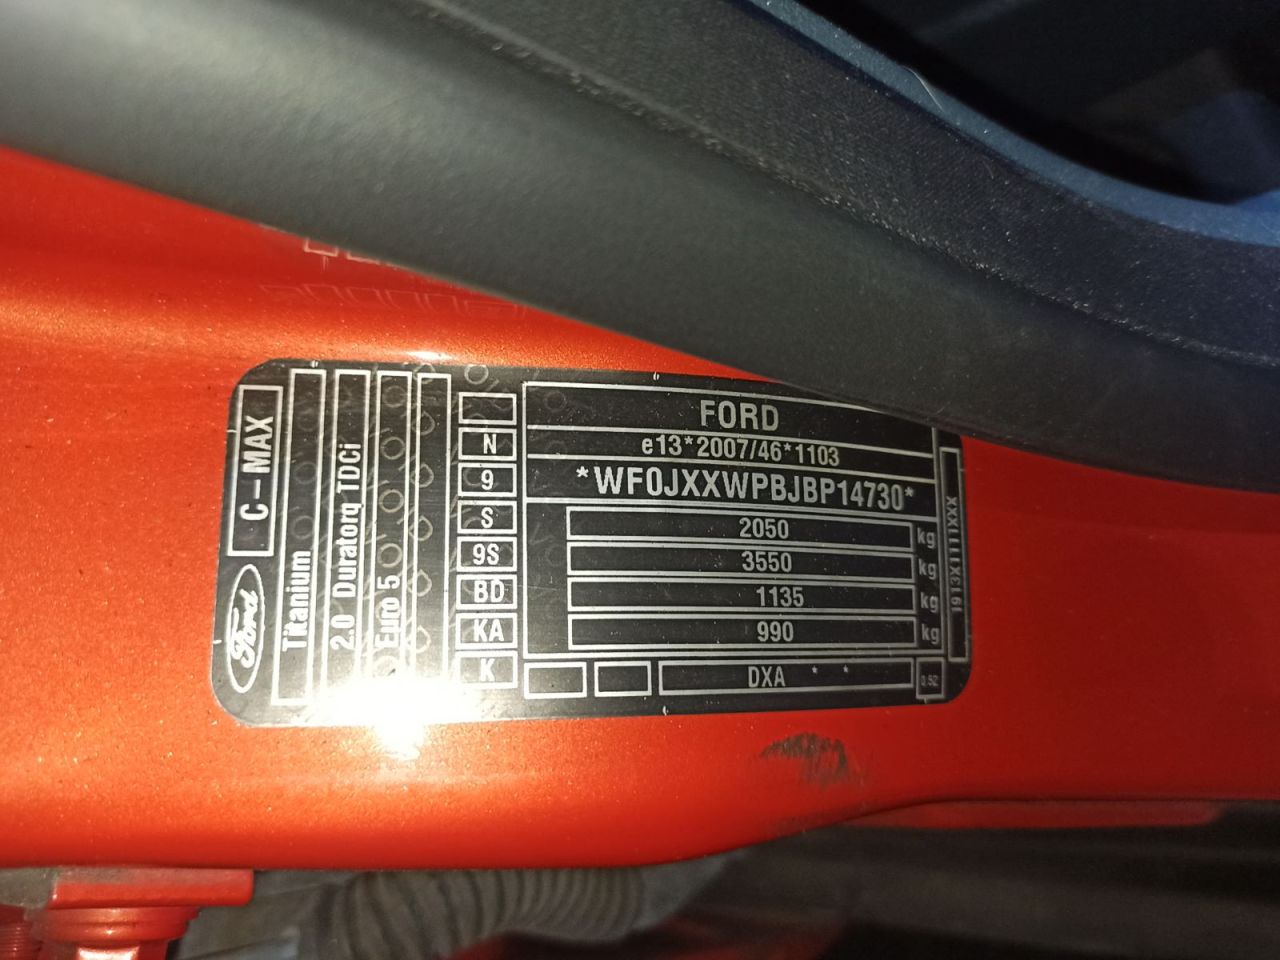 FORD
e13*2007/46*1103
*WF0JXXWPBJBP14730*
2050 kg
3550 kg
1135 kg
990 kg
DXA * *
N
9
S
9S
BD
KA
K
Ford
C-MAX
Titanium
2.0 Duratorq TDCi
Euro 5